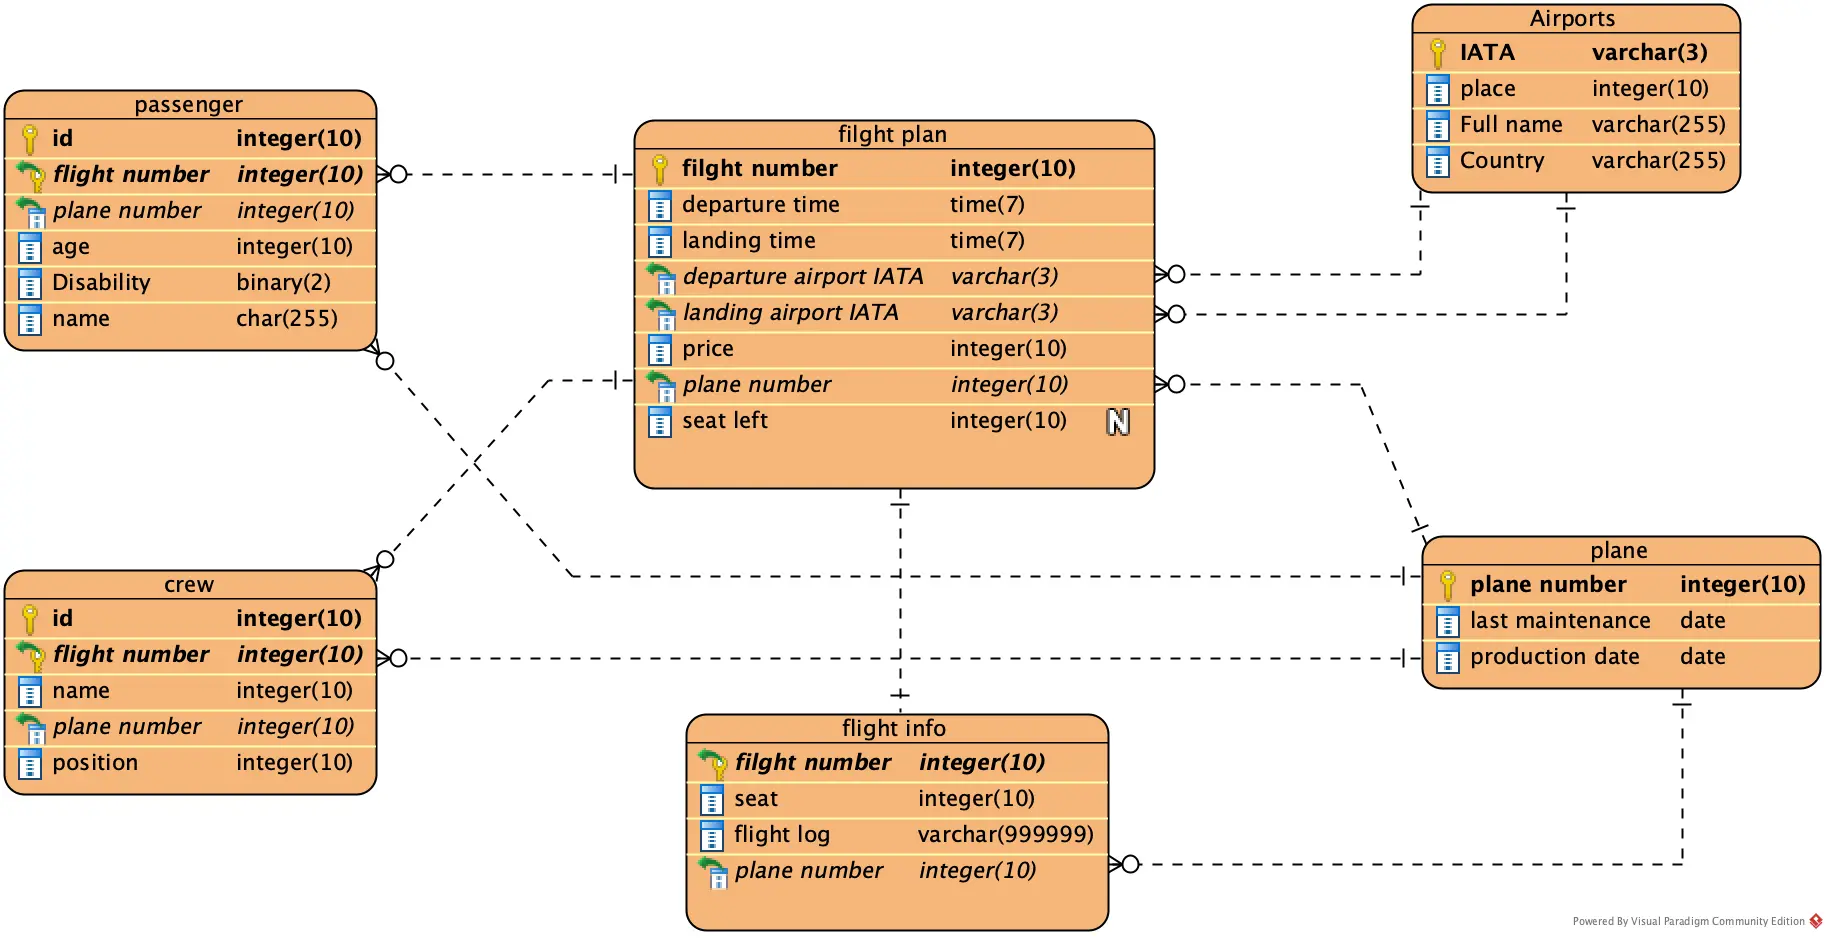 passenger
id integer(10)
flight number integer(10)
plane number integer(10)
age integer(10)
Disability binary(2)
name char(255)
filght plan
filght number integer(10)
departure time time(7)
landing time time(7)
departure airport IATA varchar(3)
landing airport IATA varchar(3)
price integer(10)
plane number integer(10)
seat left integer(10) N
Airports
IATA varchar(3)
place integer(10)
Full name varchar(255)
Country varchar(255)
crew
id integer(10)
flight number integer(10)
name integer(10)
plane number integer(10)
position integer(10)
flight info
filght number integer(10)
seat integer(10)
flight log varchar(999999)
plane number integer(10)
plane
plane number integer(10)
last maintenance date
production date date
Powered By Visual Paradigm Community Edition